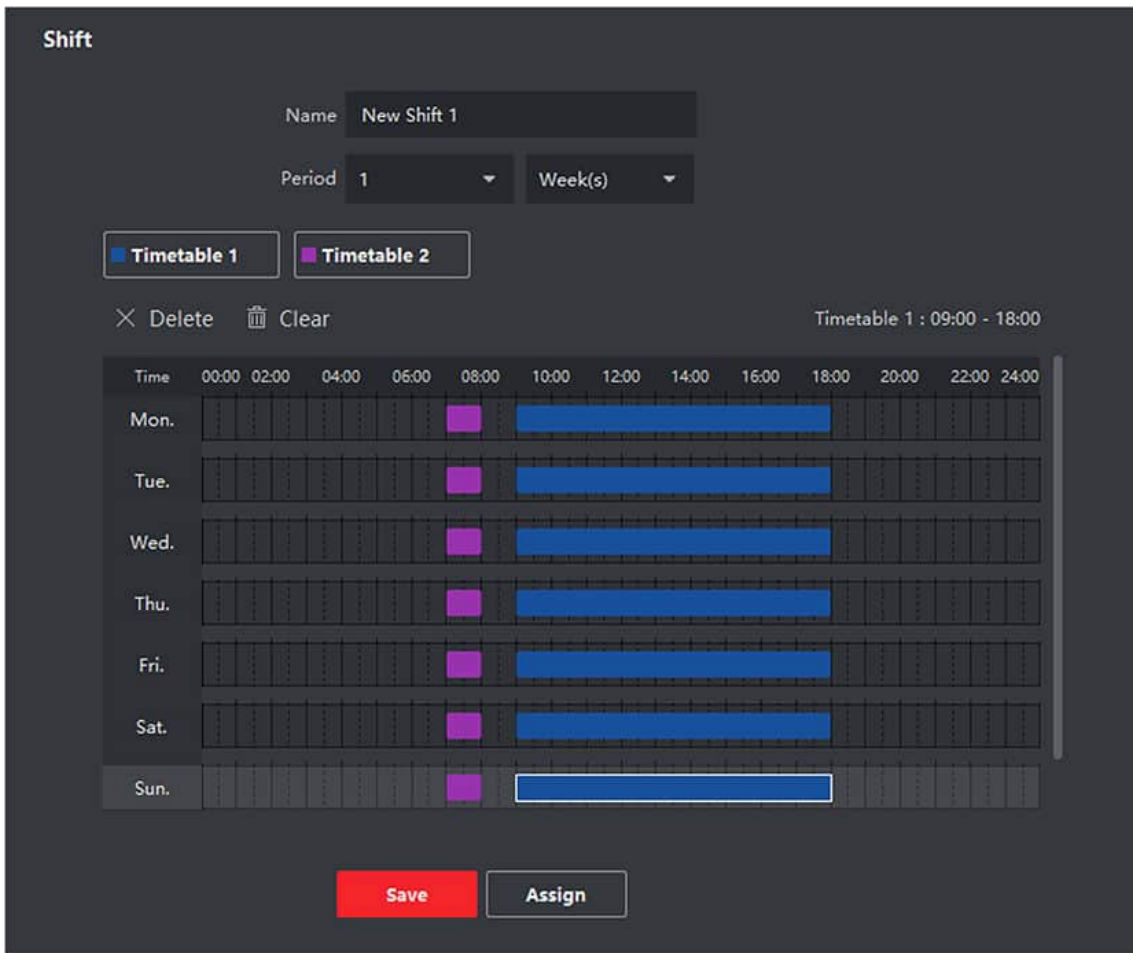 Shift
Name New Shift 1
Period 1 Week(s)
Timetable 1 Timetable 2
Delete Clear Timetable 1 : 09:00 - 18:00
Time 00:00 02:00 04:00 06:00 08:00 10:00 12:00 14:00 16:00 18:00 20:00 22:00 24:00
Mon.
Tue.
Wed.
Thu.
Fri.
Sat.
Sun.
Save Assign